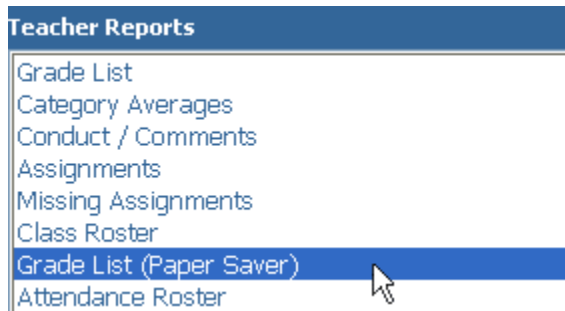 Teacher Reports
Grade List
Category Averages
Conduct / Comments
Assignments
Missing Assignments
Class Roster
Grade List (Paper Saver)
Attendance Roster